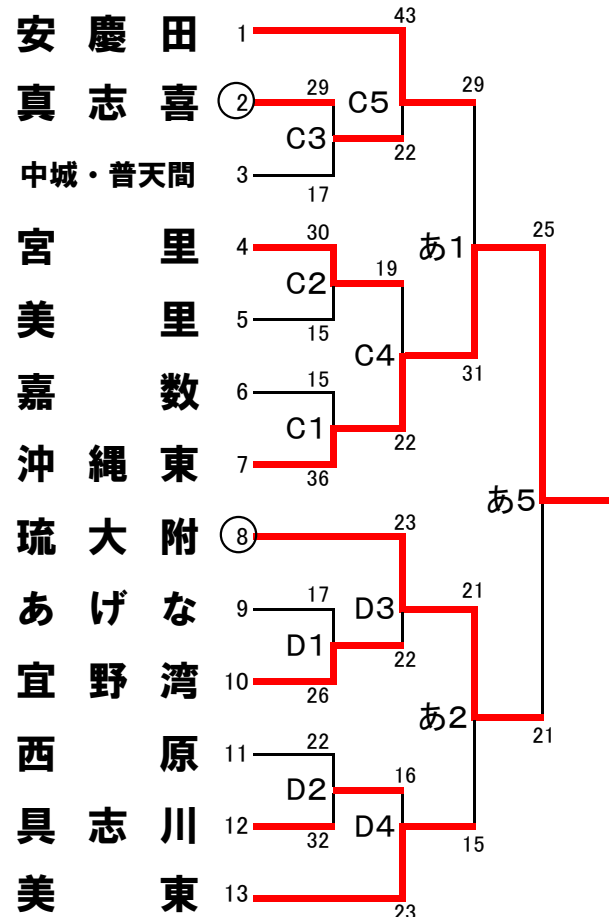 43
安慶田 1
29 C5 29
真志喜 2
C3
22
中城・普天間 3
17
30 25
宮里 4 19 あ1
C2
美里 5
15 C4
31
15
嘉数 6
C1 22
沖縄東 7
36
あ5
23
琉大附 8
17 21
あげな 9 D3
D1 22
宜野湾 10
26 あ2
22 21
西原 11 16
D2
具志川 12 D4
32 15
美東 13
23